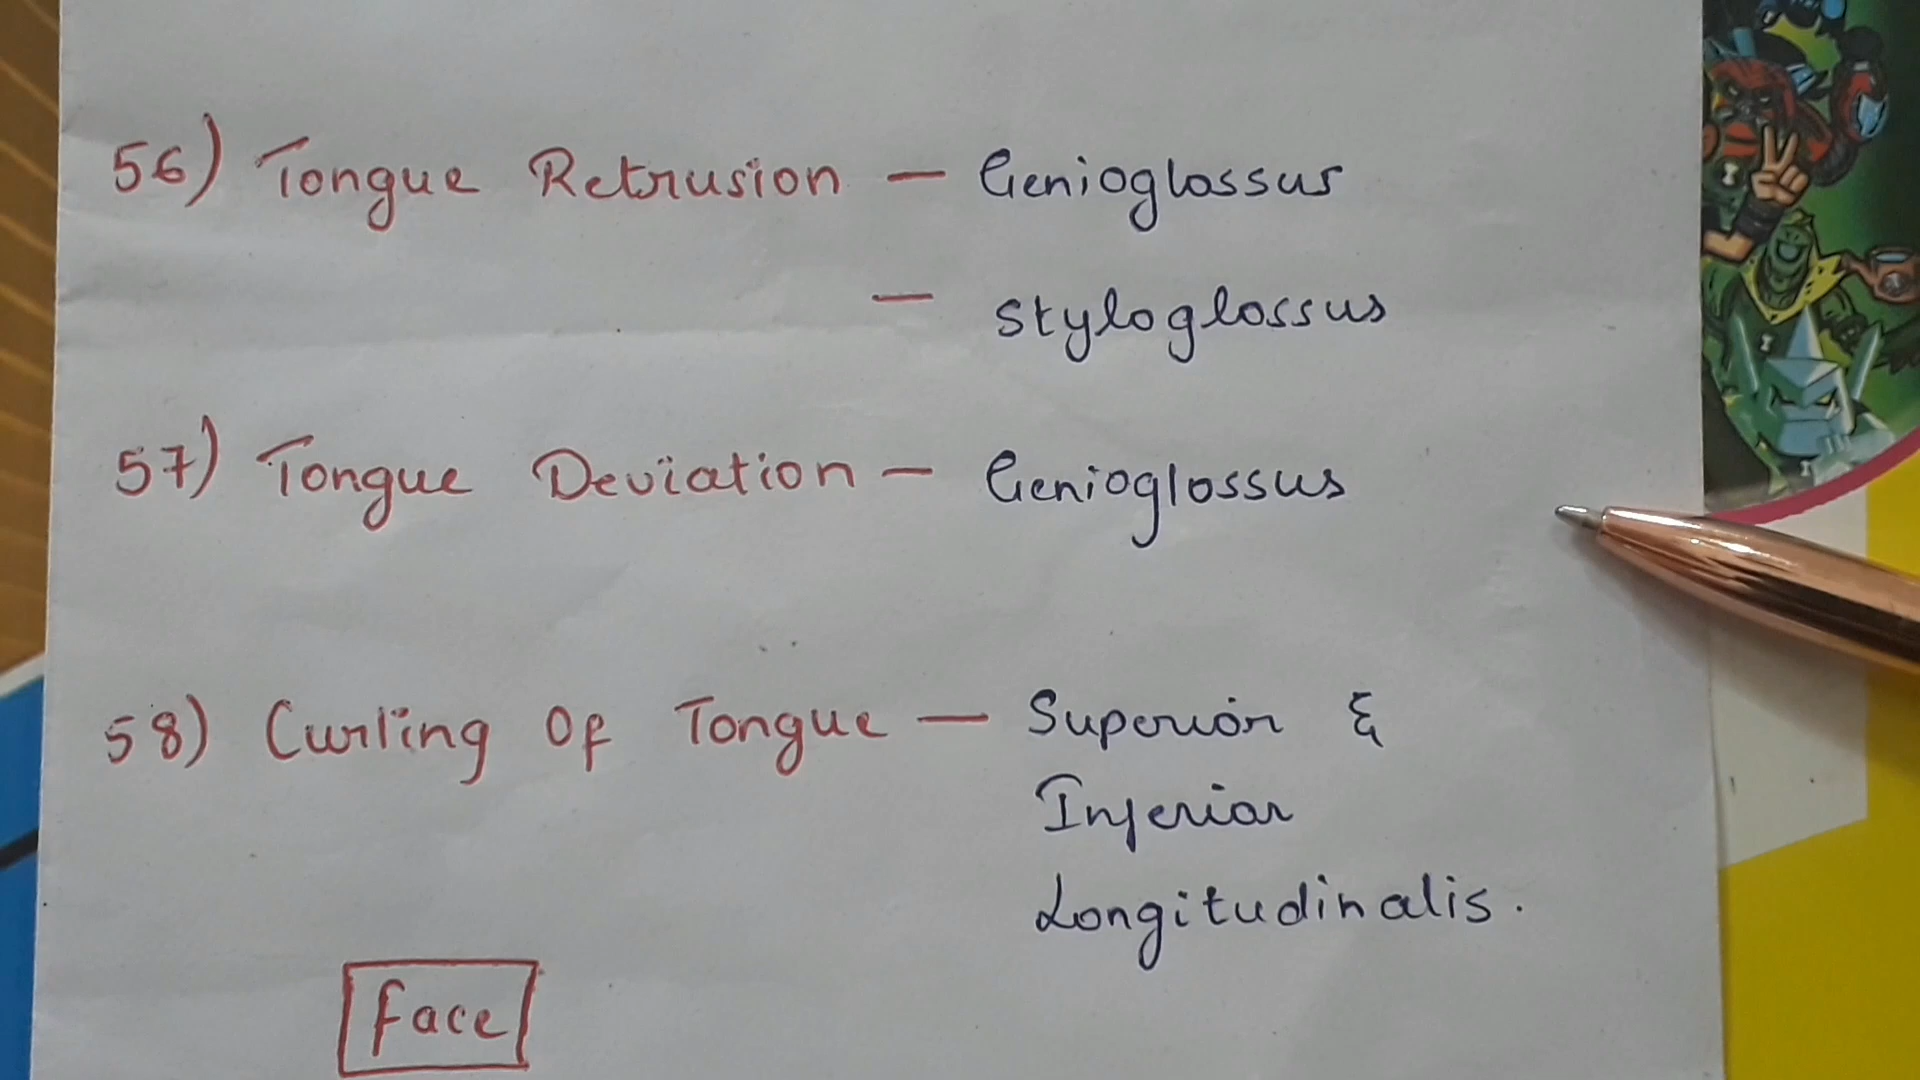 56) Tongue Retrusion — Genioglossus
— Styloglossus
57) Tongue Deviation — Genioglossus
58) Curling Of Tongue — Superior &
Inferior
Longitudinalis.
Face